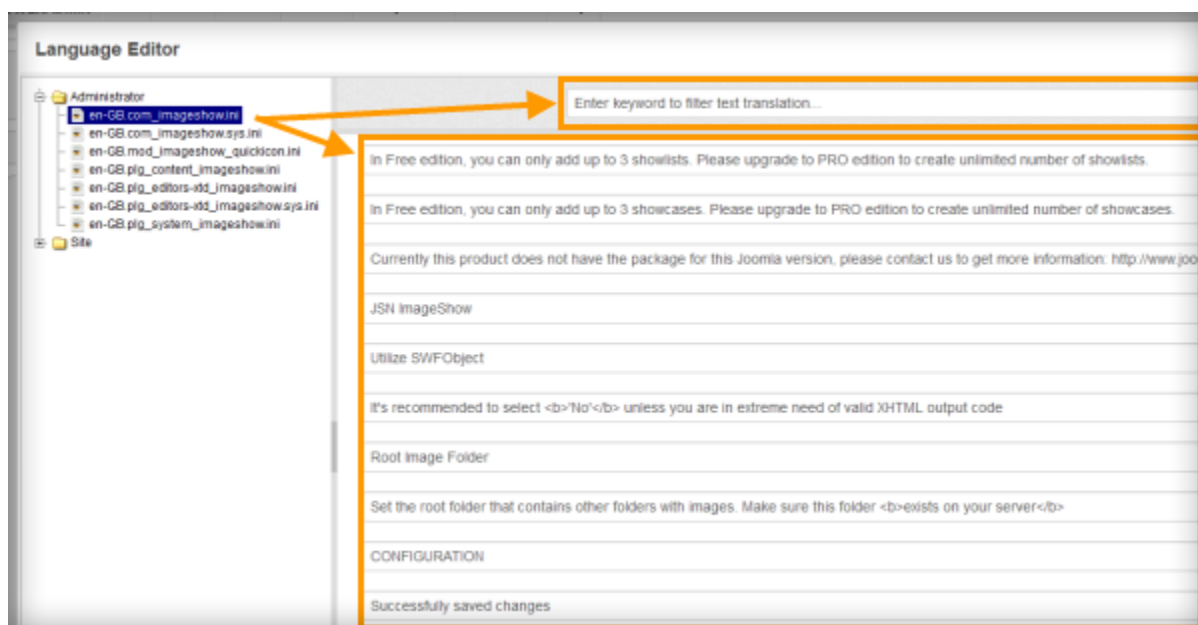 Language Editor
Administrator
en-GB.com_imageshow.ini
en-GB.com_imageshow.sys.ini
en-GB.mod_imageshow_quickicon.ini
en-GB.plg_content_imageshow.ini
en-GB.plg_editors-xtd_imageshow.ini
en-GB.plg_editors-xtd_imageshow.sys.ini
en-GB.plg_system_imageshow.ini
Site
Enter keyword to filter text translation...
In Free edition, you can only add up to 3 showlists. Please upgrade to PRO edition to create unlimited number of showlists.
In Free edition, you can only add up to 3 showcases. Please upgrade to PRO edition to create unlimited number of showcases.
Currently this product does not have the package for this Joomla version, please contact us to get more information: http://www.joo
JSN ImageShow
Utilize SWFObject
It's recommended to select <b>'No'</b> unless you are in extreme need of valid XHTML output code
Root Image Folder
Set the root folder that contains other folders with images. Make sure this folder <b>exists on your server</b>
CONFIGURATION
Successfully saved changes